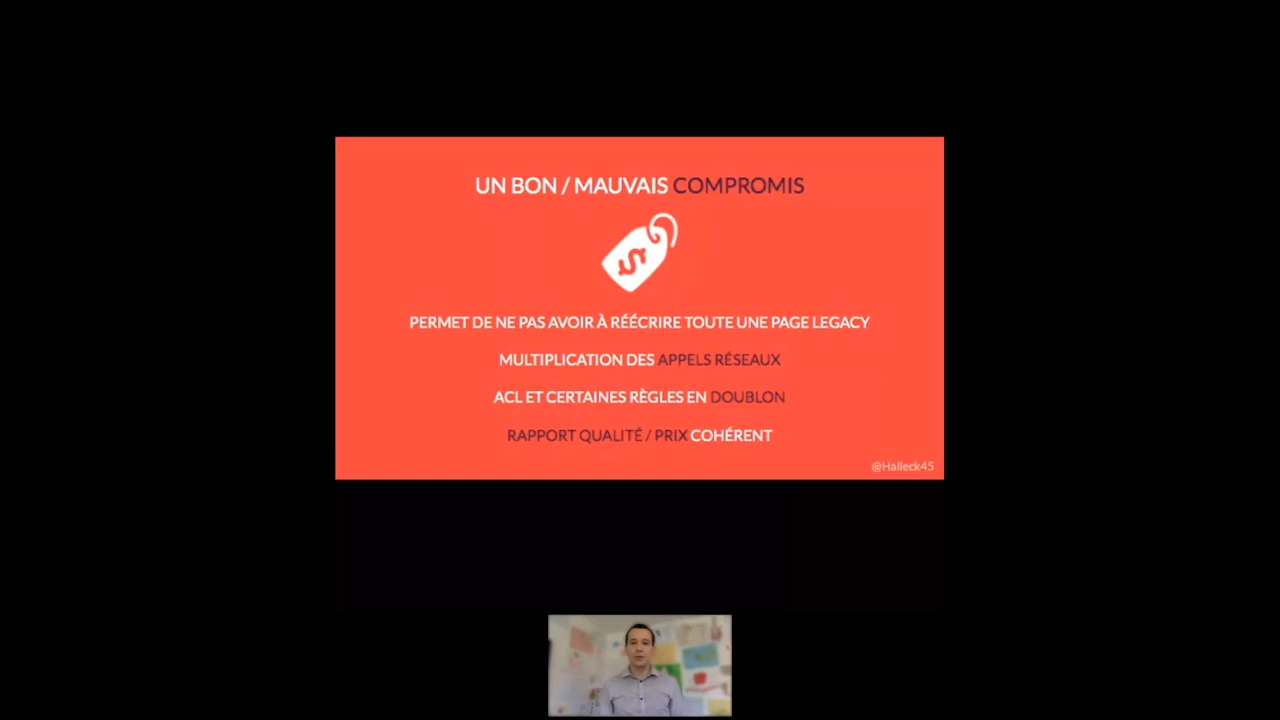 UN BON / MAUVAIS COMPROMIS
$
PERMET DE NE PAS AVOIR À RÉÉCRIRE TOUTE UNE PAGE LEGACY
MULTIPLICATION DES APPELS RÉSEAUX
ACL ET CERTAINES RÈGLES EN DOUBLON
RAPPORT QUALITÉ / PRIX COHÉRENT
@Halleck45